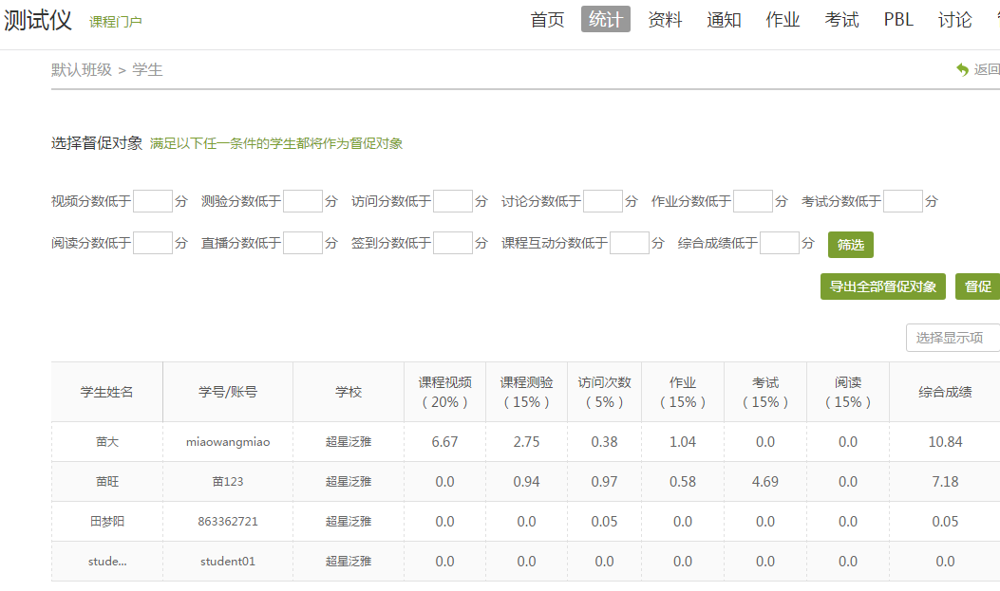 测试仪 课程门户 首页 统计 资料 通知 作业 考试 PBL 讨论
默认班级 > 学生 返回
选择督促对象 满足以下任一条件的学生都将作为督促对象
视频分数低于 分 测验分数低于 分 访问分数低于 分 讨论分数低于 分 作业分数低于 分 考试分数低于 分
阅读分数低于 分 直播分数低于 分 签到分数低于 分 课程互动分数低于 分 综合成绩低于 分 筛选
导出全部督促对象 督促
选择显示项
学生姓名 学号/账号 学校 课程视频（20%） 课程测验（15%） 访问次数（5%） 作业（15%） 考试（15%） 阅读（15%） 综合成绩
苗大 miaowangmiao 超星泛雅 6.67 2.75 0.38 1.04 0.0 0.0 10.84
苗旺 苗123 超星泛雅 0.0 0.94 0.97 0.58 4.69 0.0 7.18
田梦阳 863362721 超星泛雅 0.0 0.0 0.05 0.0 0.0 0.0 0.05
stude... student01 超星泛雅 0.0 0.0 0.0 0.0 0.0 0.0 0.0